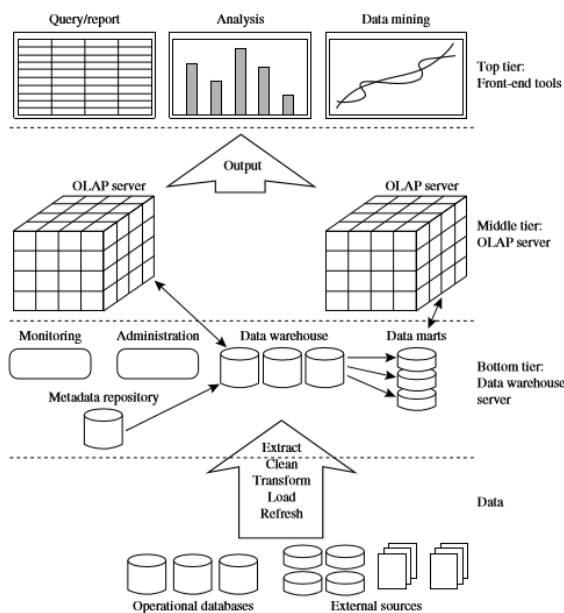 Query/report
Analysis
Data mining
Top tier:
Front-end tools
Output
OLAP server
OLAP server
Middle tier:
OLAP server
Monitoring
Administration
Data warehouse
Data marts
Bottom tier:
Data warehouse
server
Metadata repository
Extract
Clean
Transform
Load
Refresh
Data
Operational databases
External sources